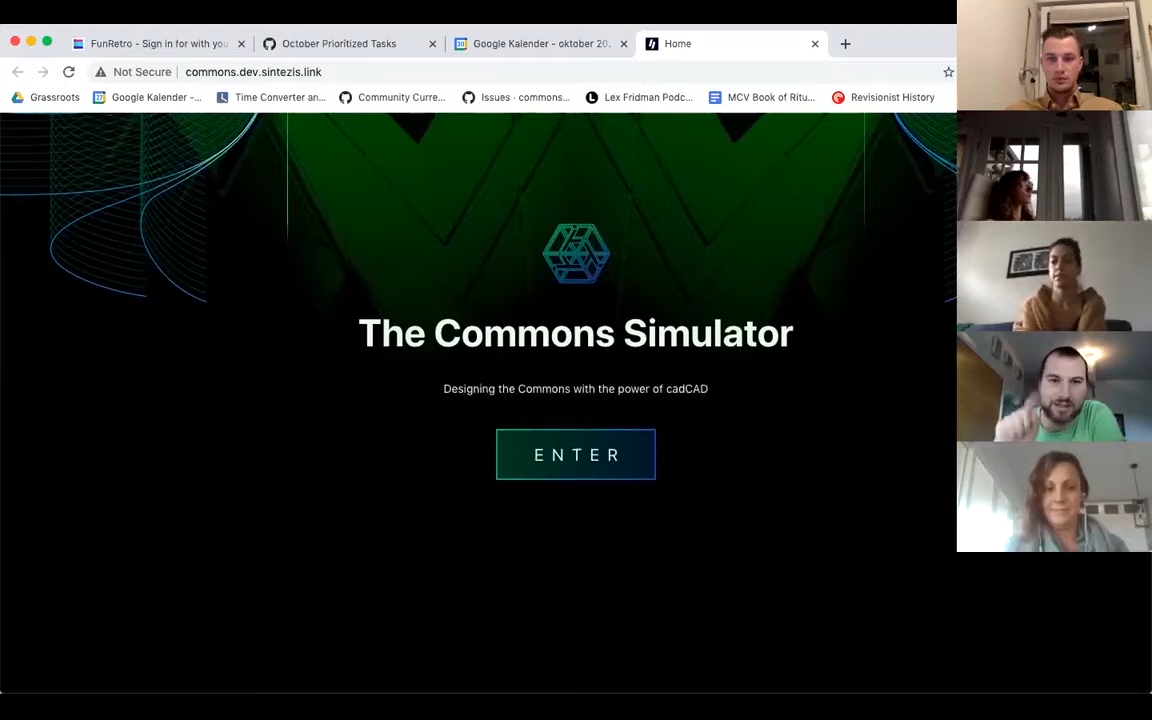 FunRetro - Sign in for with you
October Prioritized Tasks
Google Kalender - oktober 20
Home
Not Secure
commons.dev.sintezis.link
Grassroots
Google Kalender -...
Time Converter an...
Community Curre...
Issues · commons...
Lex Fridman Podc...
MCV Book of Ritu...
Revisionist History
The Commons Simulator
Designing the Commons with the power of cadCAD
ENTER